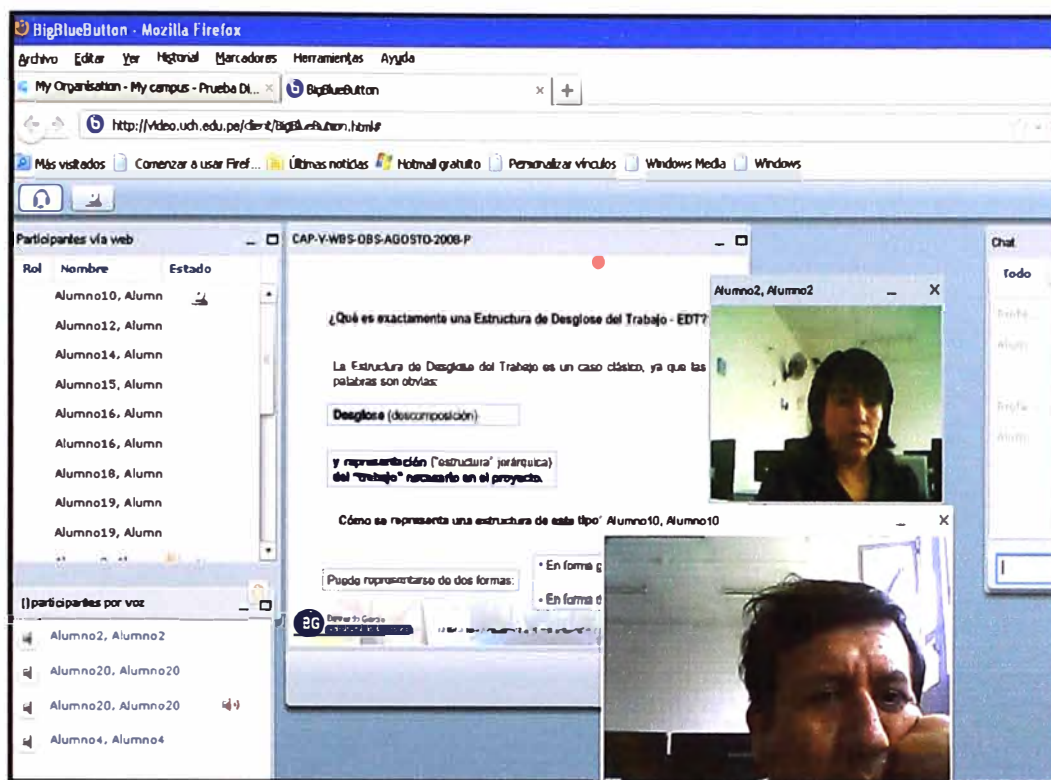 BigBlueButton - Mozilla Firefox
Archivo Editar Ver Historial Marcadores Herramientas Ayuda
My Organisation - My campus - Prueba Di... × BigBlueButton × +
http://video.uch.edu.pe/client/BigBlueButton.html#
Más visitados Comenzar a usar Firef... Últimas noticias Hotmail gratuito Personalizar vínculos Windows Media Windows
Participantes vía web
Rol Nombre Estado
Alumno10, Alumn
Alumno12, Alumn
Alumno14, Alumn
Alumno15, Alumn
Alumno16, Alumn
Alumno16, Alumn
Alumno18, Alumn
Alumno19, Alumn
Alumno19, Alumn
() participantes por voz
Alumno2, Alumno2
Alumno20, Alumno20
Alumno20, Alumno20
Alumno4, Alumno4
CAP-V-WBS-OBS-AGOSTO-2008-P
¿Qué es exactamente una Estructura de Desglose del Trabajo - EDT?
La Estructura de Desglose del Trabajo es un caso clásico, ya que las
palabras son obvias:
Desglose (descomposición)
y representación ("estructura" jerárquica)
del "trabajo" necesario en el proyecto.
Cómo se representa una estructura de este tipo
Puede representarse de dos formas:
• En forma g
• En forma
BG
Alumno2, Alumno2
Alumno10, Alumno10
Chat
Todo